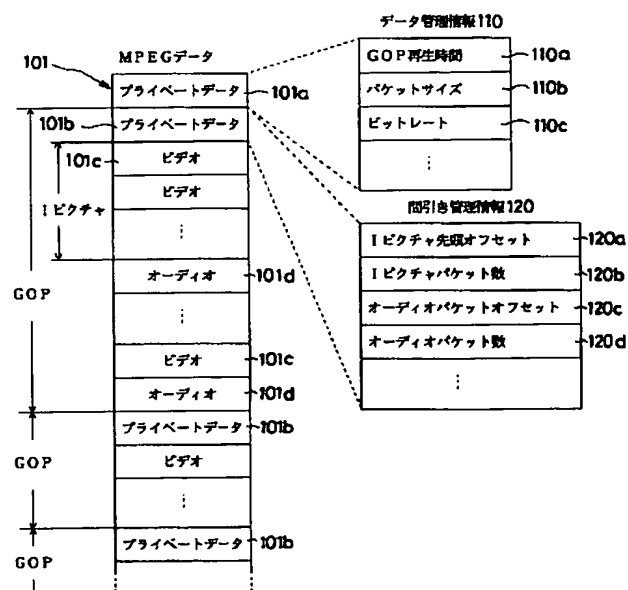 データ管理情報110
GOP再生時間 110a
パケットサイズ 110b
ビットレート 110c
⋮
MPEGデータ
101
プライベートデータ 101a
101b プライベートデータ
101c ビデオ
ビデオ
⋮
Iピクチャ
オーディオ 101d
⋮
ビデオ 101c
オーディオ 101d
GOP
プライベートデータ 101b
ビデオ
⋮
GOP
プライベートデータ 101b
GOP
間引き管理情報120
Iピクチャ先頭オフセット 120a
Iピクチャパケット数 120b
オーディオパケットオフセット 120c
オーディオパケット数 120d
⋮